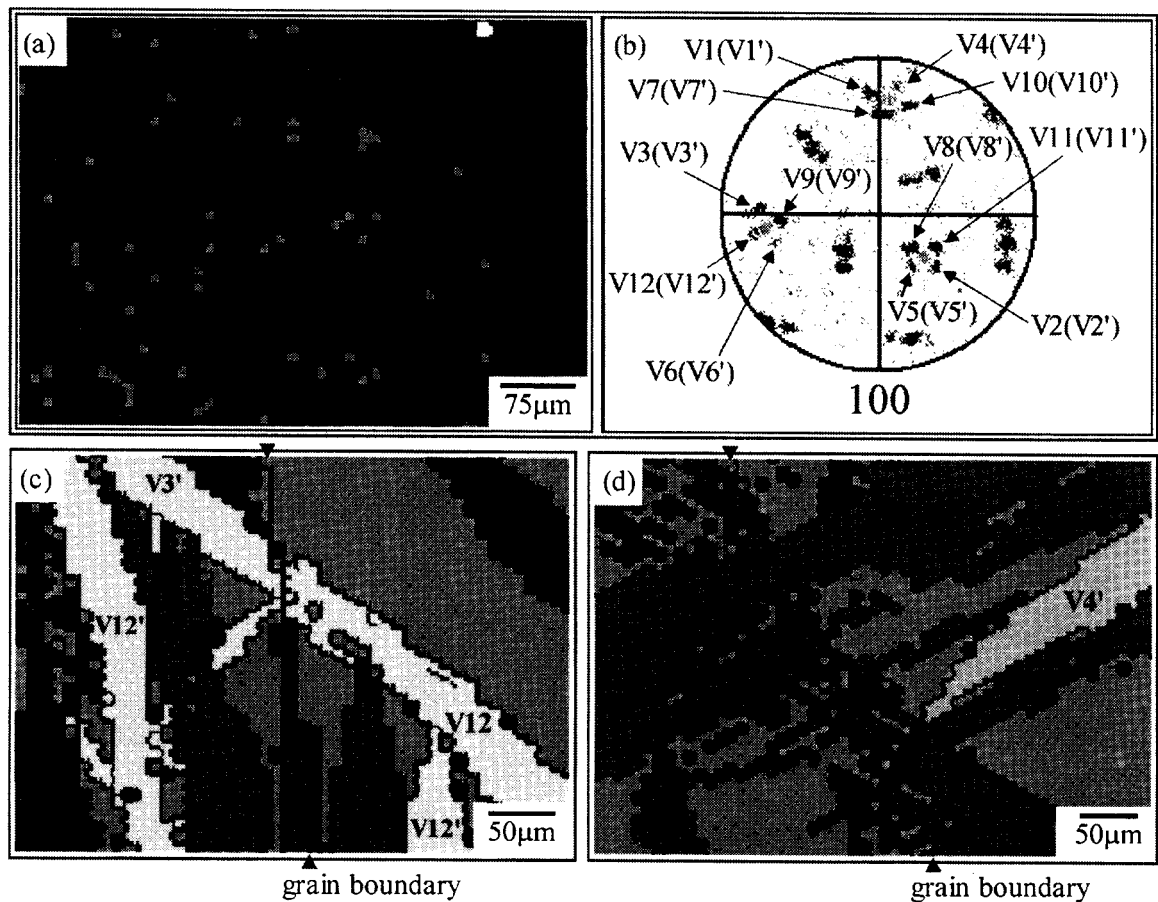 (a)
75μm
(b)
V1(V1')
V4(V4')
V7(V7')
V10(V10')
V3(V3')
V8(V8')
V11(V11')
V9(V9')
V12(V12')
V5(V5')
V2(V2')
V6(V6')
100
(c)
V3'
V12'
V12
V12'
50μm
grain boundary
(d)
V4'
50μm
grain boundary